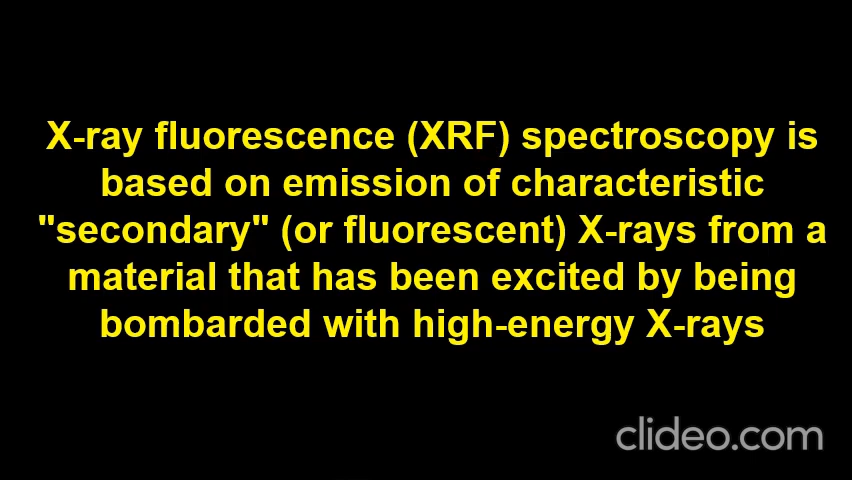 X-ray fluorescence (XRF) spectroscopy is
based on emission of characteristic
"secondary" (or fluorescent) X-rays from a
material that has been excited by being
bombarded with high-energy X-rays
clideo.com